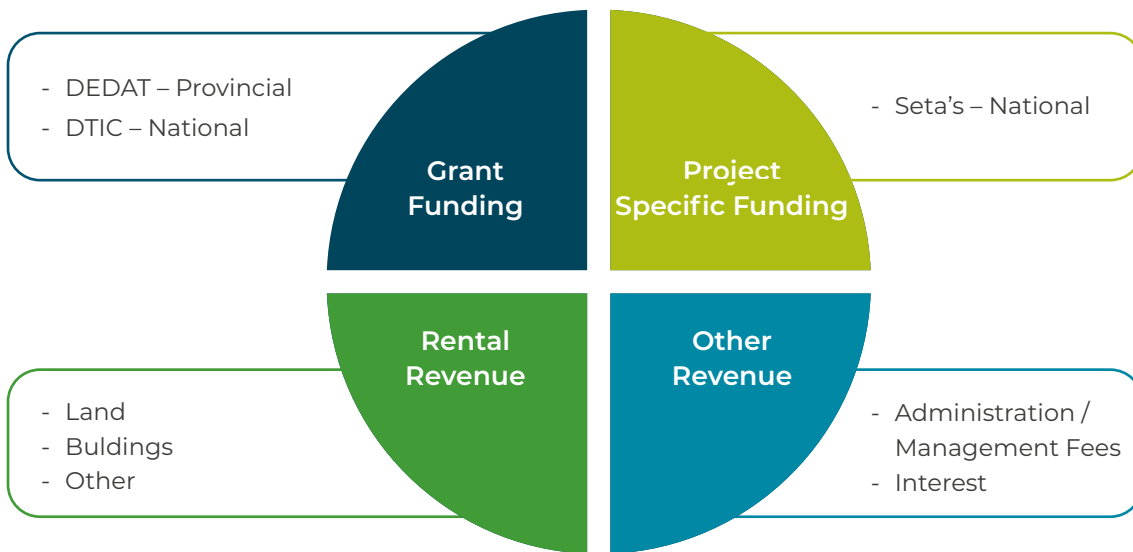 - DEDAT – Provincial
- DTIC – National
Grant
Funding
Project
Specific Funding
- Seta's – National
Rental
Revenue
- Land
- Buldings
- Other
Other
Revenue
- Administration /
Management Fees
- Interest